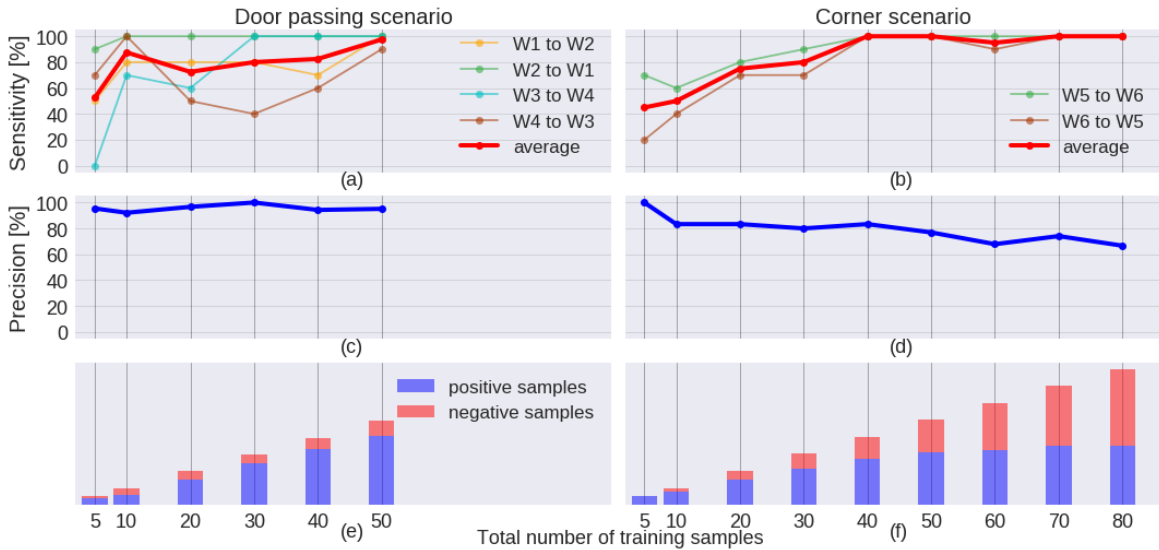 Door passing scenario
Corner scenario
Sensitivity [%]
100
80
60
40
20
0
W1 to W2
W2 to W1
W3 to W4
W4 to W3
average
W5 to W6
W6 to W5
average
(a)
(b)
Precision [%]
100
80
60
40
20
0
(c)
(d)
positive samples
negative samples
5 10 20 30 40 50
5 10 20 30 40 50 60 70 80
(e)
(f)
Total number of training samples